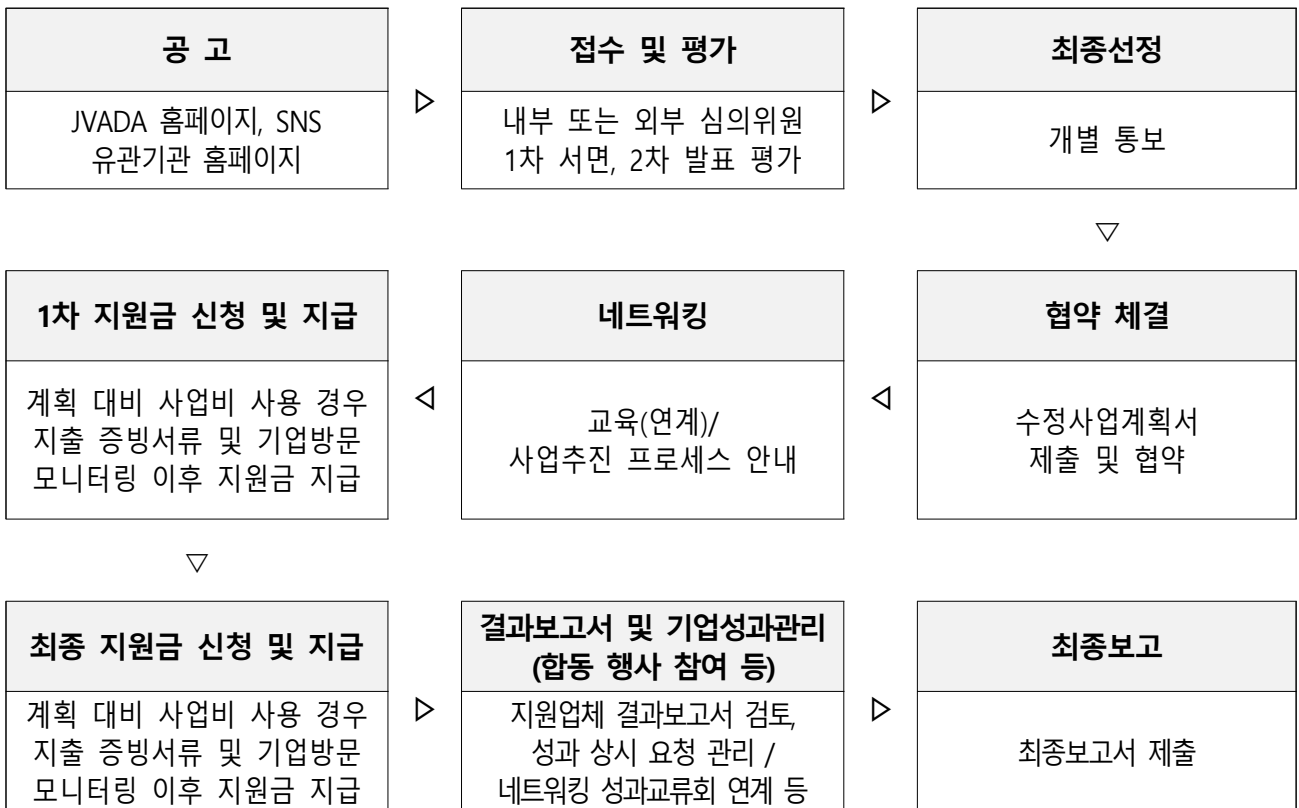 공 고
JVADA 홈페이지, SNS
유관기관 홈페이지
▷
접수 및 평가
내부 또는 외부 심의위원
1차 서면, 2차 발표 평가
▷
최종선정
개별 통보
▽
협약 체결
수정사업계획서
제출 및 협약
◁
네트워킹
교육(연계)/
사업추진 프로세스 안내
◁
1차 지원금 신청 및 지급
계획 대비 사업비 사용 경우
지출 증빙서류 및 기업방문
모니터링 이후 지원금 지급
▽
최종 지원금 신청 및 지급
계획 대비 사업비 사용 경우
지출 증빙서류 및 기업방문
모니터링 이후 지원금 지급
▷
결과보고서 및 기업성과관리
(합동 행사 참여 등)
지원업체 결과보고서 검토,
성과 상시 요청 관리 /
네트워킹 성과교류회 연계 등
▷
최종보고
최종보고서 제출